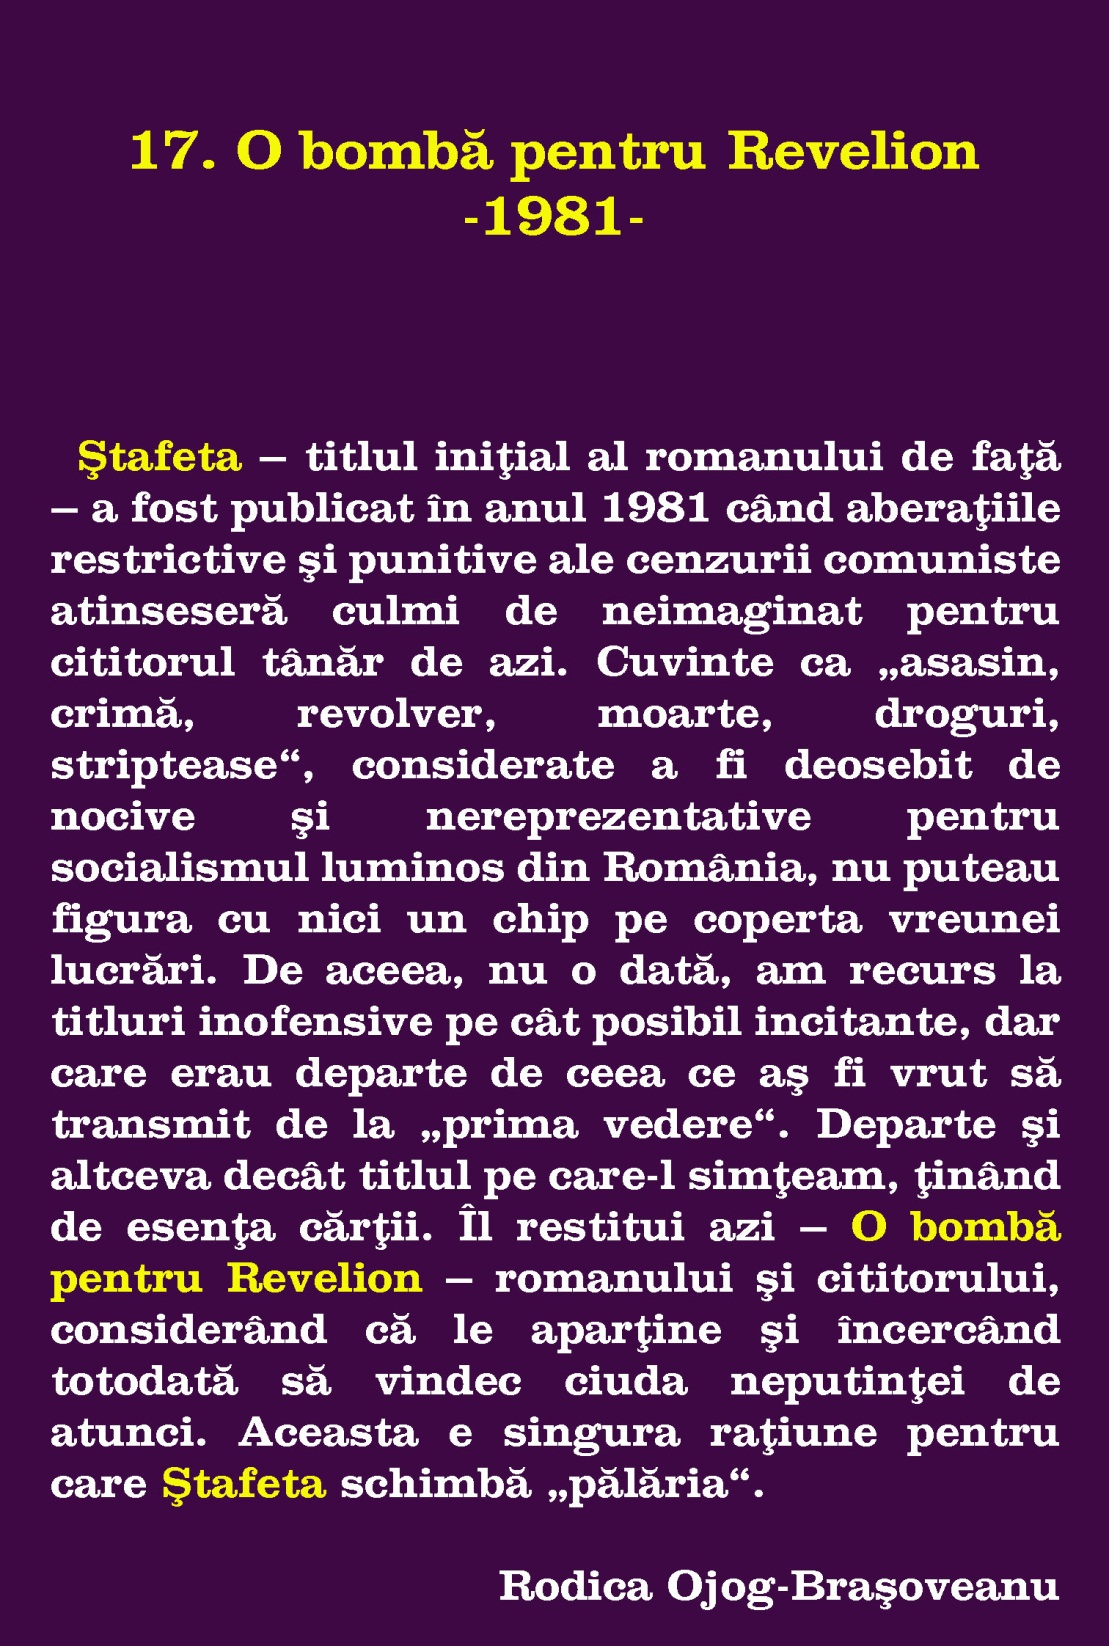 17. O bombă pentru Revelion
-1981-
Ştafeta – titlul iniţial al romanului de faţă
– a fost publicat în anul 1981 când aberaţiile
restrictive şi punitive ale cenzurii comuniste
atinseseră culmi de neimaginat pentru
cititorul tânăr de azi. Cuvinte ca „asasin,
crimă, revolver, moarte, droguri,
striptease“, considerate a fi deosebit de
nocive şi nereprezentative pentru
socialismul luminos din România, nu puteau
figura cu nici un chip pe coperta vreunei
lucrări. De aceea, nu o dată, am recurs la
titluri inofensive pe cât posibil incitante, dar
care erau departe de ceea ce aş fi vrut să
transmit de la „prima vedere“. Departe şi
altceva decât titlul pe care-l simţeam, ţinând
de esenţa cărţii. Îl restitui azi – O bombă
pentru Revelion – romanului şi cititorului,
considerând că le aparţine şi încercând
totodată să vindec ciuda neputinţei de
atunci. Aceasta e singura raţiune pentru
care Ştafeta schimbă „pălăria“.
Rodica Ojog-Braşoveanu